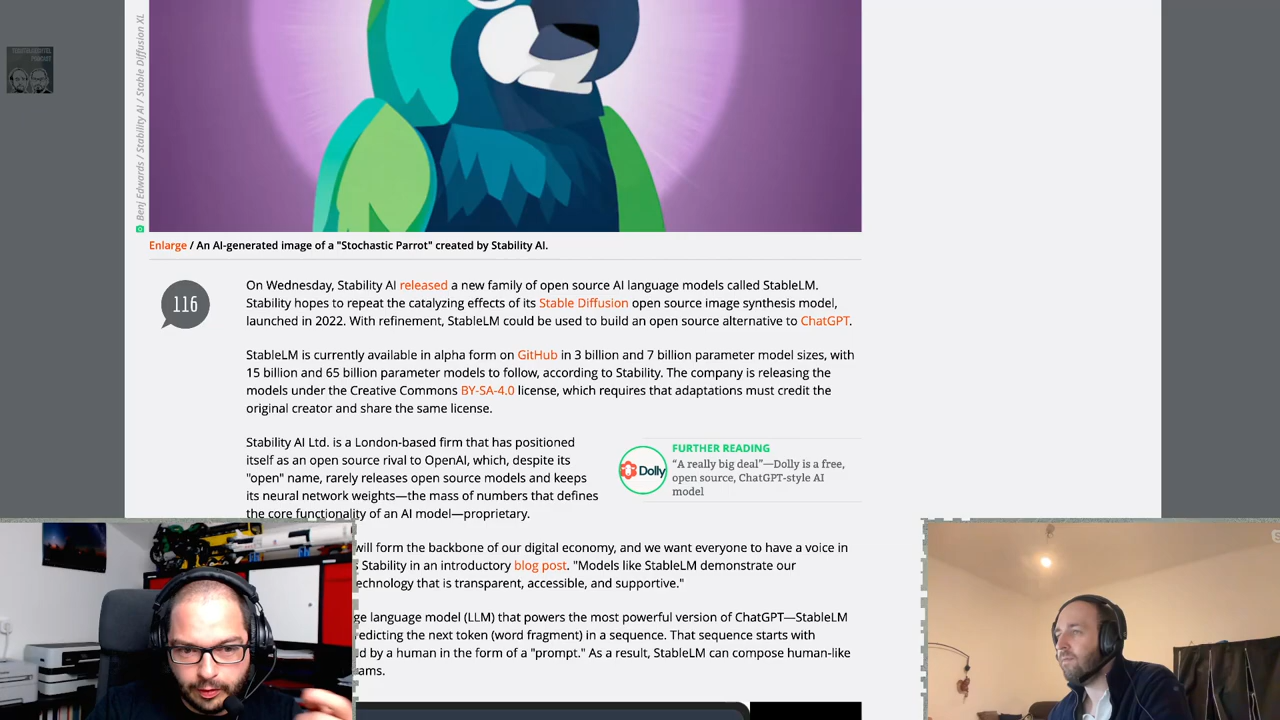 Benj Edwards / Stability AI / Stable Diffusion XL
Enlarge / An AI-generated image of a "Stochastic Parrot" created by Stability AI.
116
On Wednesday, Stability AI released a new family of open source AI language models called StableLM.
Stability hopes to repeat the catalyzing effects of its Stable Diffusion open source image synthesis model,
launched in 2022. With refinement, StableLM could be used to build an open source alternative to ChatGPT.
StableLM is currently available in alpha form on GitHub in 3 billion and 7 billion parameter model sizes, with
15 billion and 65 billion parameter models to follow, according to Stability. The company is releasing the
models under the Creative Commons BY-SA-4.0 license, which requires that adaptations must credit the
original creator and share the same license.
Stability AI Ltd. is a London-based firm that has positioned
itself as an open source rival to OpenAI, which, despite its
"open" name, rarely releases open source models and keeps
its neural network weights—the mass of numbers that defines
the core functionality of an AI model—proprietary.
FURTHER READING
Dolly
"A really big deal"—Dolly is a free,
open source, ChatGPT-style AI
model
will form the backbone of our digital economy, and we want everyone to have a voice in
Stability in an introductory blog post. "Models like StableLM demonstrate our
echnology that is transparent, accessible, and supportive."
ge language model (LLM) that powers the most powerful version of ChatGPT—StableLM
redicting the next token (word fragment) in a sequence. That sequence starts with
d by a human in the form of a "prompt." As a result, StableLM can compose human-like
ams.